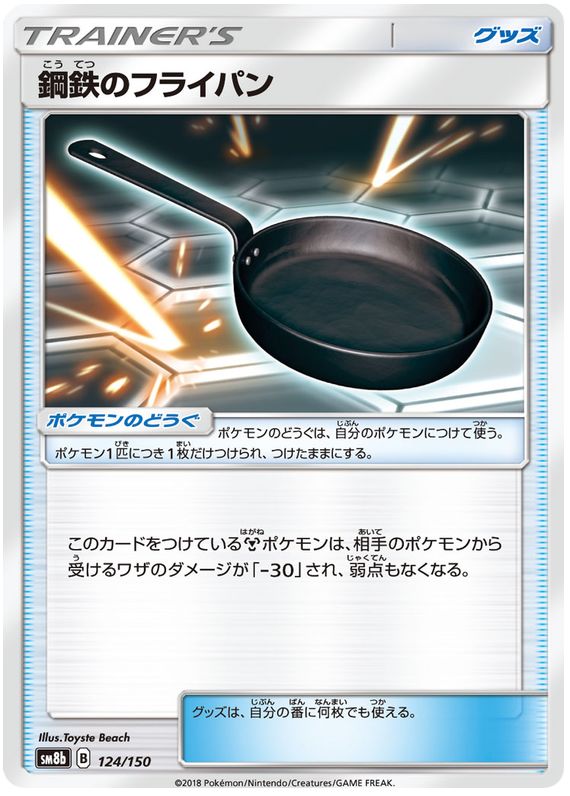 TRAINER'S グッズ
こう てつ
鋼鉄のフライパン
ポケモンのどうぐ
じぶん つか
ポケモンのどうぐは、自分のポケモンにつけて使う。
びき まい
ポケモン1匹につき1枚だけつけられ、つけたままにする。
はがね あいて
このカードをつけているポケモンは、相手のポケモンから
う じゃくてん
受けるワザのダメージが「-30」され、弱点もなくなる。
じぶん ばん なんまい つか
グッズは、自分の番に何枚でも使える。
Illus.Toyste Beach
SM8b B 124/150
©2018 Pokémon/Nintendo/Creatures/GAME FREAK.